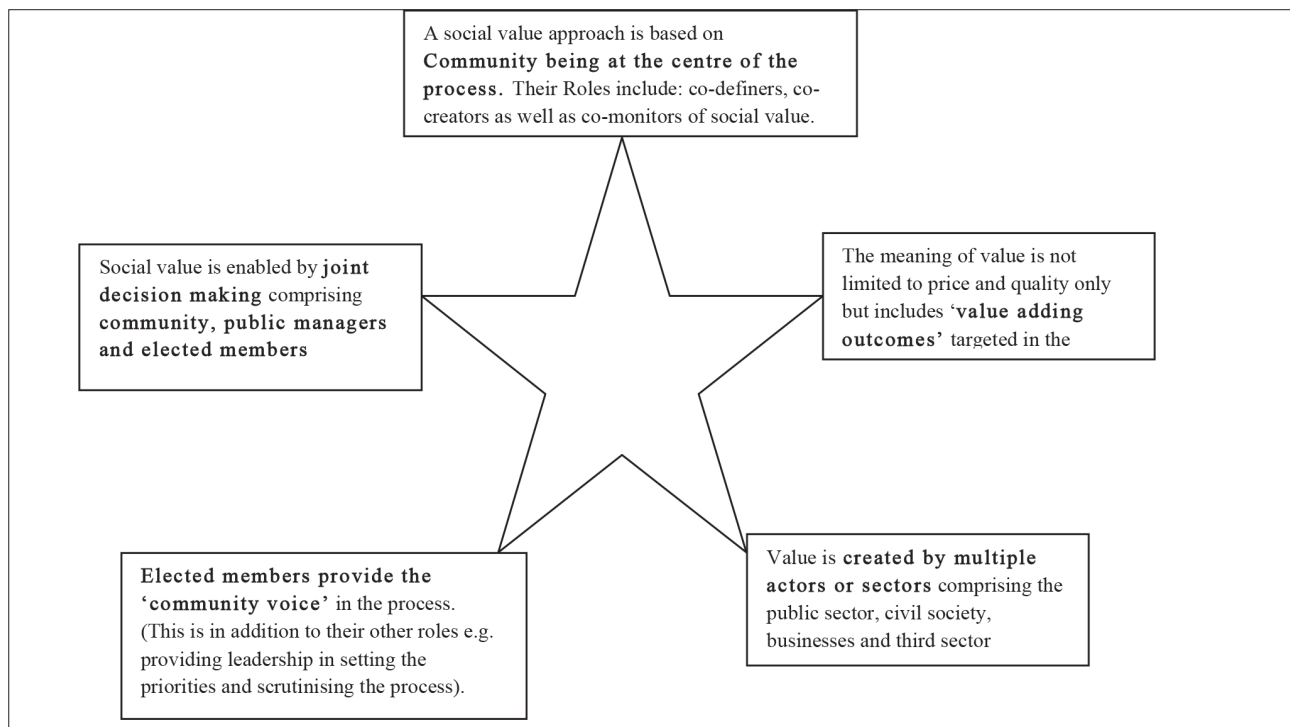 A social value approach is based on
Community being at the centre of the
process. Their Roles include: co-definers, co-
creators as well as co-monitors of social value.
Social value is enabled by joint
decision making comprising
community, public managers
and elected members
The meaning of value is not
limited to price and quality only
but includes ‘value adding
outcomes’ targeted in the
Elected members provide the
‘community voice’ in the process.
(This is in addition to their other roles e.g.
providing leadership in setting the
priorities and scrutinising the process).
Value is created by multiple
actors or sectors comprising the
public sector, civil society,
businesses and third sector